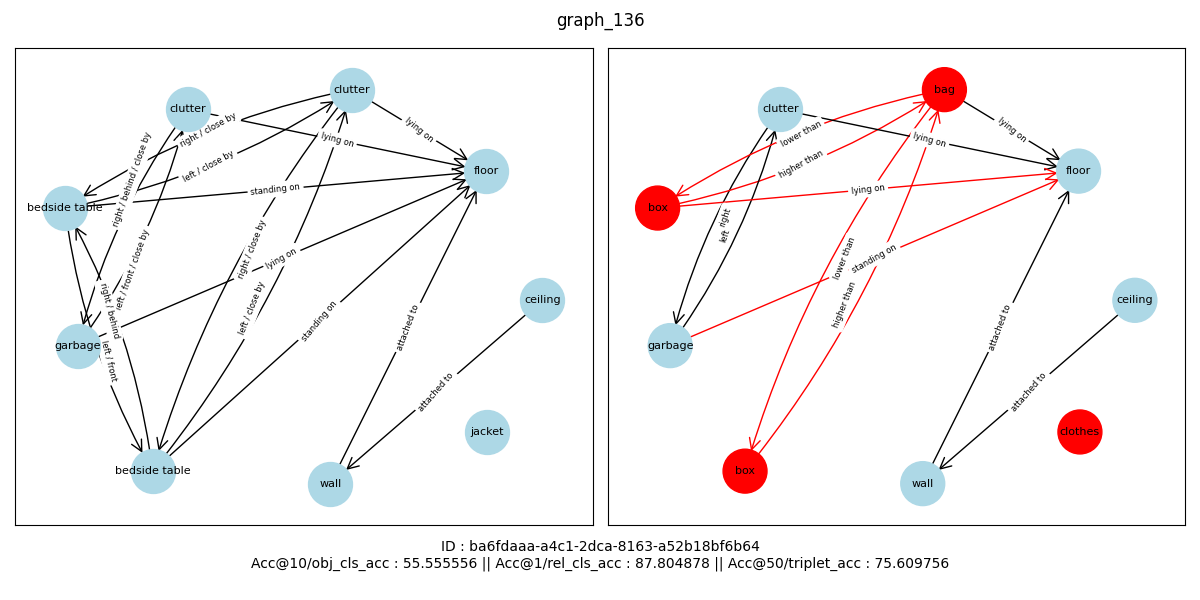 graph_136
clutter
clutter
floor
bedside table
garbage
ceiling
jacket
wall
bedside table
right / close by
left / close by
lying on
lying on
standing on
right / behind / close by
left / front / close by
lying on
right / close by
left / close by
right / behind
left / front
standing on
attached to
attached to
clutter
bag
floor
box
garbage
ceiling
clothes
wall
box
lower than
higher than
lying on
lying on
lying on
right
left
standing on
lower than
higher than
attached to
attached to
ID : ba6fdaaa-a4c1-2dca-8163-a52b18bf6b64
Acc@10/obj_cls_acc : 55.555556 || Acc@1/rel_cls_acc : 87.804878 || Acc@50/triplet_acc : 75.609756